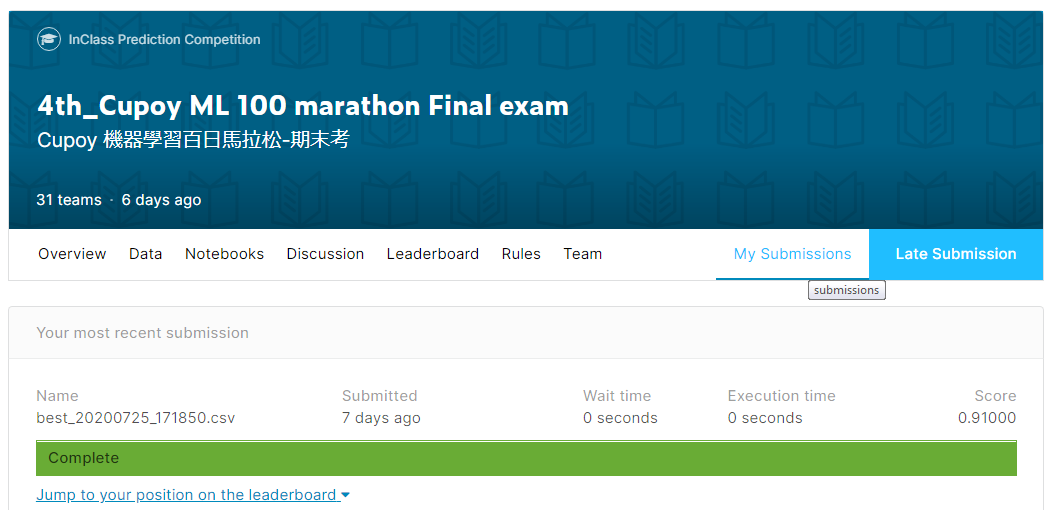 InClass Prediction Competition
4th_Cupoy ML 100 marathon Final exam
Cupoy 機器學習百日馬拉松-期末考
31 teams · 6 days ago
Overview Data Notebooks Discussion Leaderboard Rules Team My Submissions Late Submission
submissions
Your most recent submission
Name Submitted Wait time Execution time Score
best_20200725_171850.csv 7 days ago 0 seconds 0 seconds 0.91000
Complete
Jump to your position on the leaderboard